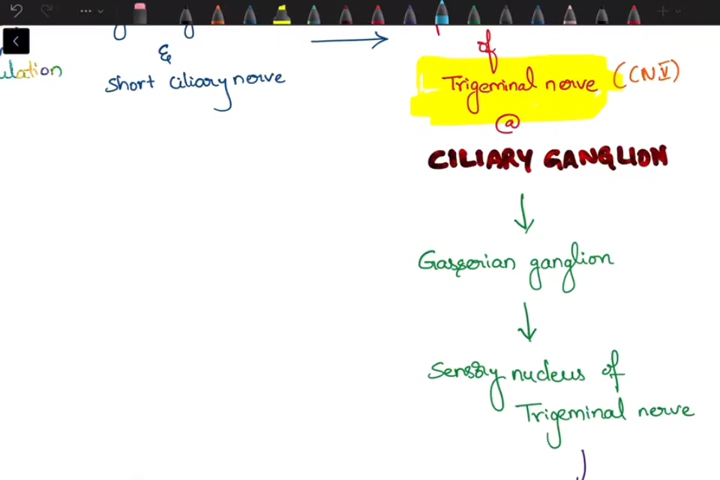 of
&
ulation
short ciliary nerve
Trigeminal nerve (CN V)
@
CILIARY GANGLION
Gasserian ganglion
Sensory nucleus of
Trigeminal nerve